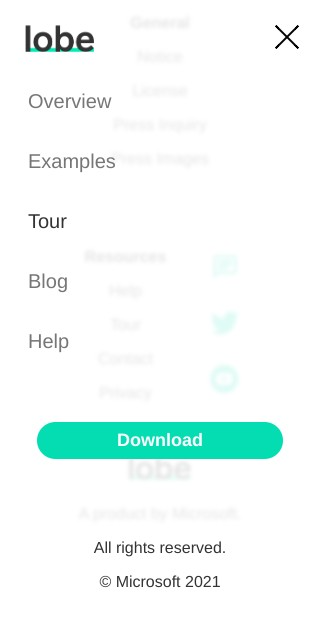 General
lobe
Notice
License
Overview
Press Inquiry
Examples
Press Images
Tour
Resources
Blog
Help
Tour
Help
Contact
Privacy
Download
lobe
A product by Microsoft
All rights reserved.
© Microsoft 2021